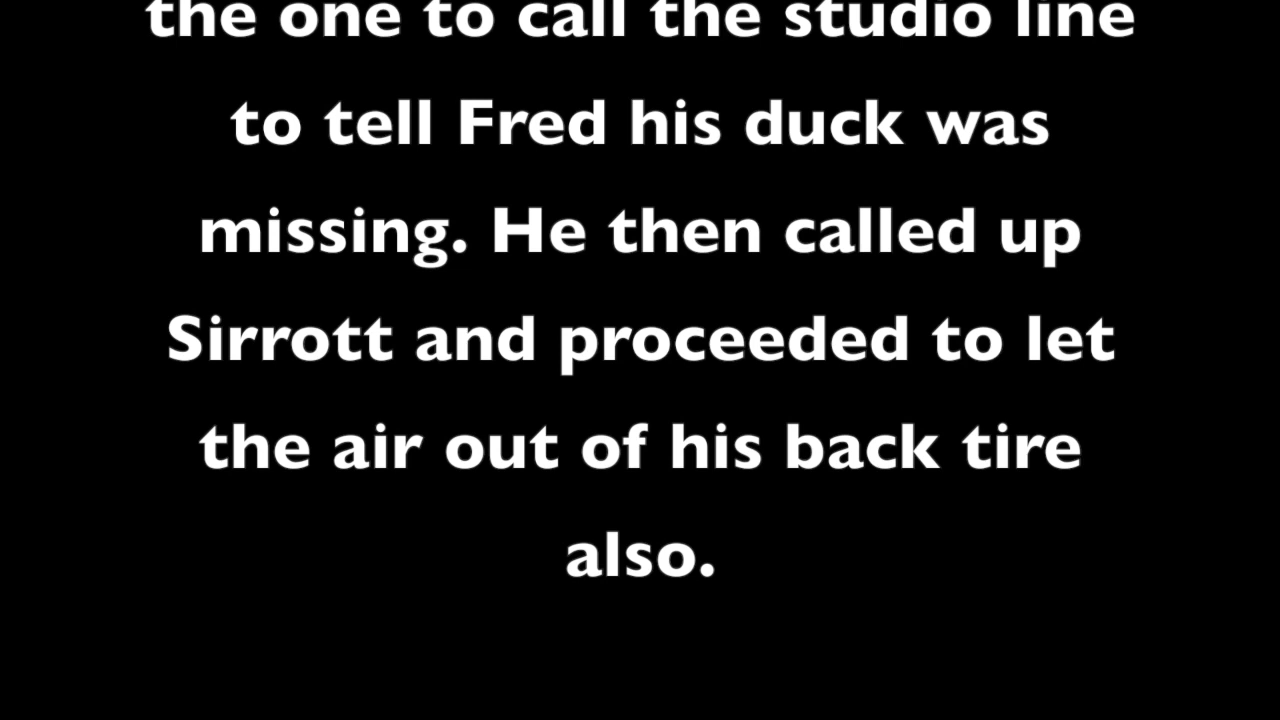 the one to call the studio line
to tell Fred his duck was
missing. He then called up
Sirrott and proceeded to let
the air out of his back tire
also.